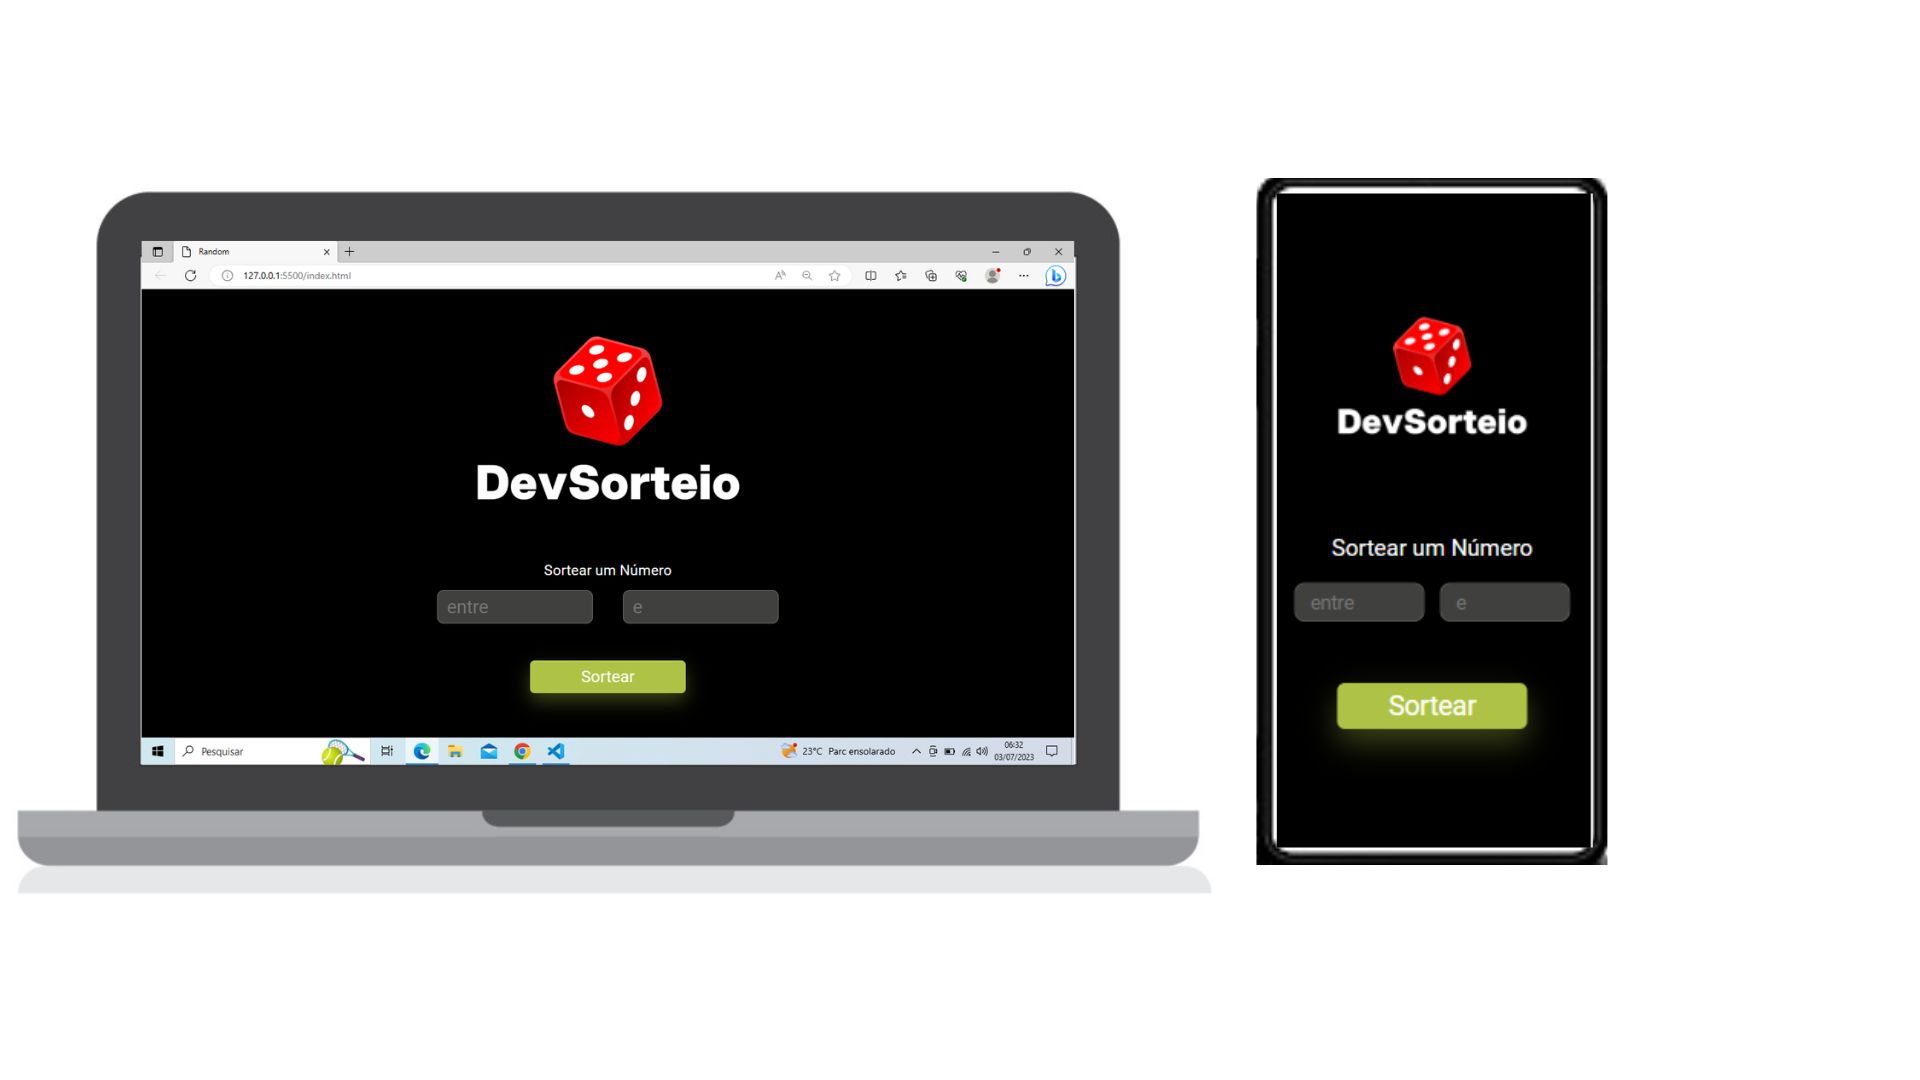 Random
127.0.0.1:5500/index.html
DevSorteio
Sortear um Número
entre e
Sortear
Pesquisar
23°C Parc ensolarado
06:32
03/07/2023
DevSorteio
Sortear um Número
entre e
Sortear